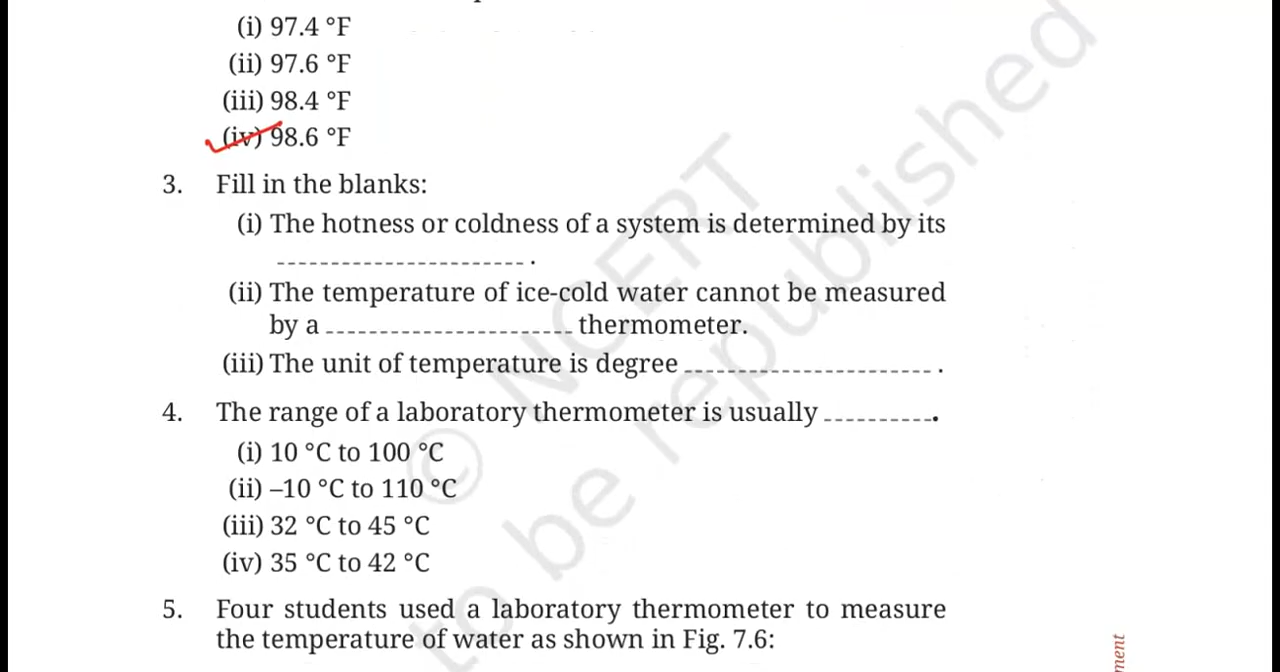 (i) 97.4 °F
(ii) 97.6 °F
(iii) 98.4 °F
(iv) 98.6 °F
3. Fill in the blanks:
(i) The hotness or coldness of a system is determined by its
----------------------- .
(ii) The temperature of ice-cold water cannot be measured
by a ----------------------- thermometer.
(iii) The unit of temperature is degree ----------------------- .
4. The range of a laboratory thermometer is usually ----------.
(i) 10 °C to 100 °C
(ii) –10 °C to 110 °C
(iii) 32 °C to 45 °C
(iv) 35 °C to 42 °C
5. Four students used a laboratory thermometer to measure
the temperature of water as shown in Fig. 7.6:
© NCERT
to be republished